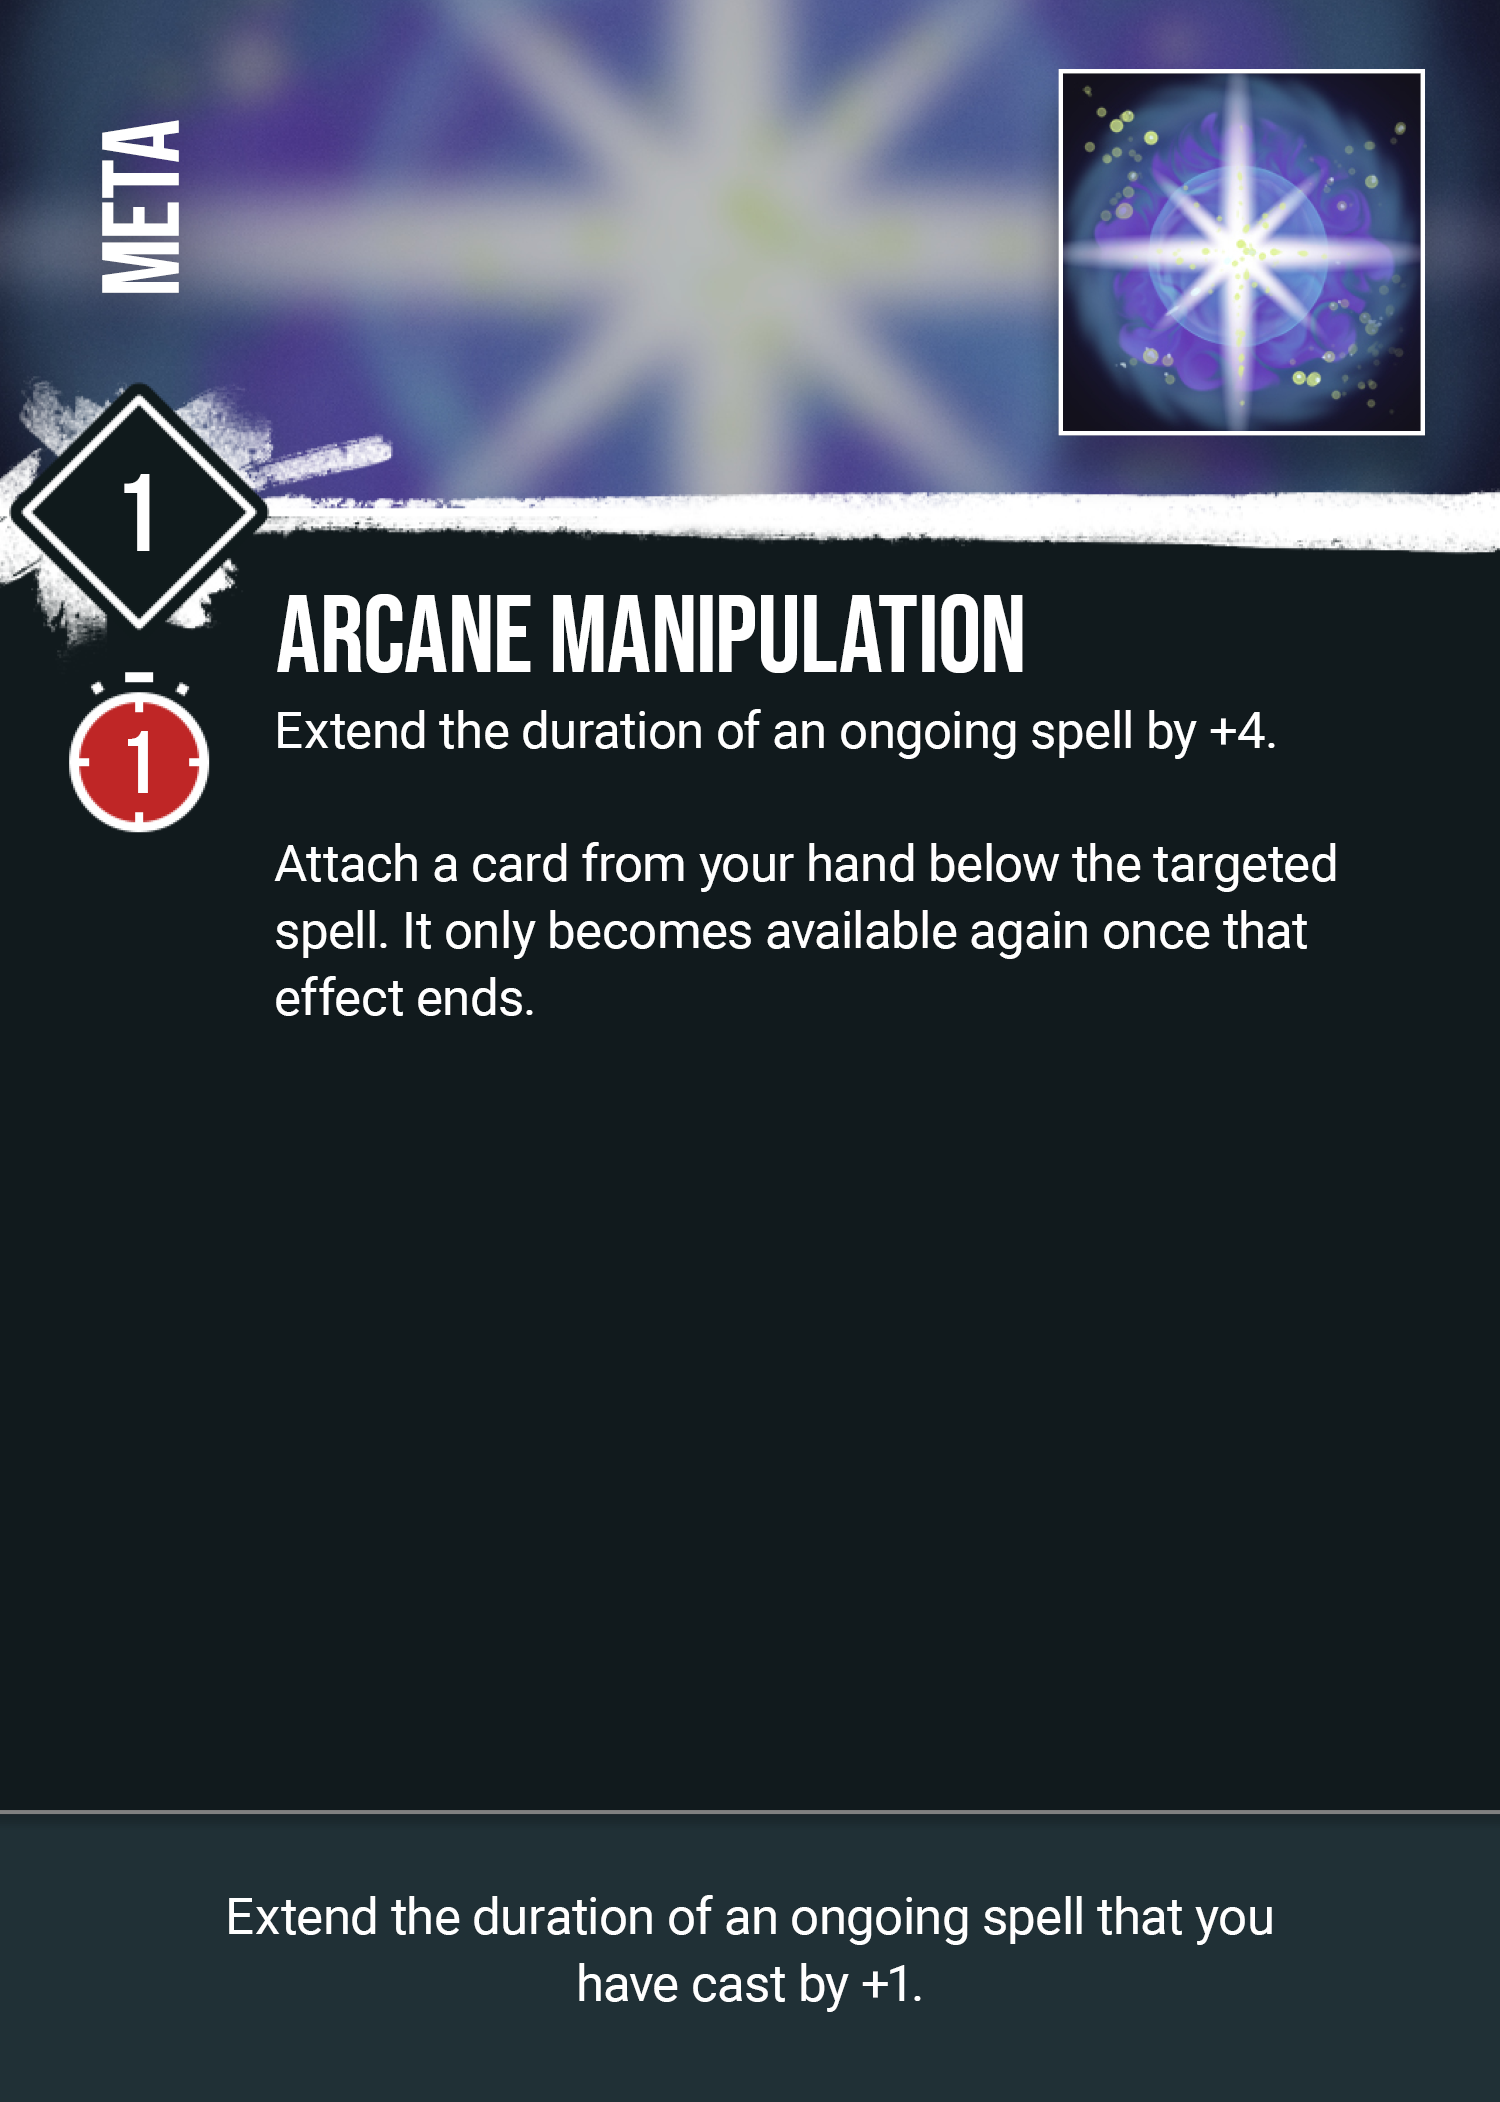 META
1
ARCANE MANIPULATION
1
Extend the duration of an ongoing spell by +4.
Attach a card from your hand below the targeted
spell. It only becomes available again once that
effect ends.
Extend the duration of an ongoing spell that you
have cast by +1.